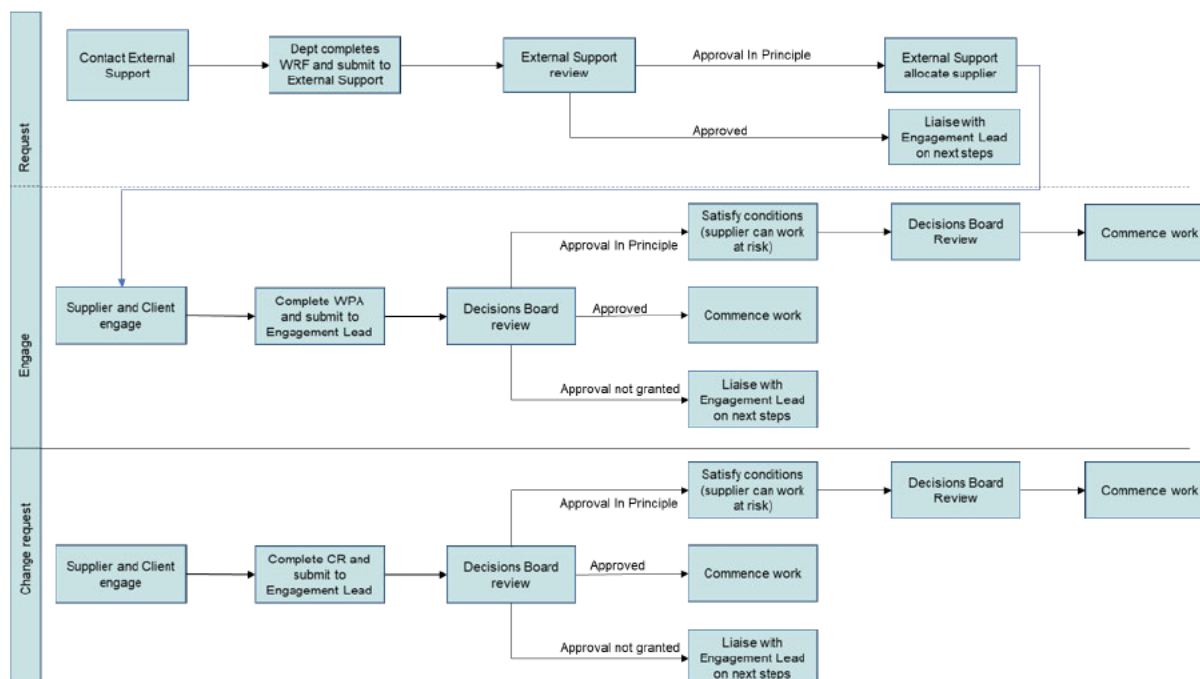 Request
Contact External
Support
Dept completes
WRF and submit to
External Support
External Support
review
Approval In Principle
External Support
allocate supplier
Approved
Liaise with
Engagement Lead
on next steps
Engage
Supplier and Client
engage
Complete WPA
and submit to
Engagement Lead
Decisions Board
review
Approval In Principle
Satisfy conditions
(supplier can work
at risk)
Decisions Board
Review
Commence work
Approved
Commence work
Approval not granted
Liaise with
Engagement Lead
on next steps
Change request
Supplier and Client
engage
Complete CR and
submit to
Engagement Lead
Decisions Board
review
Approval In Principle
Satisfy conditions
(supplier can work
at risk)
Decisions Board
Review
Commence work
Approved
Commence work
Approval not granted
Liaise with
Engagement Lead
on next steps